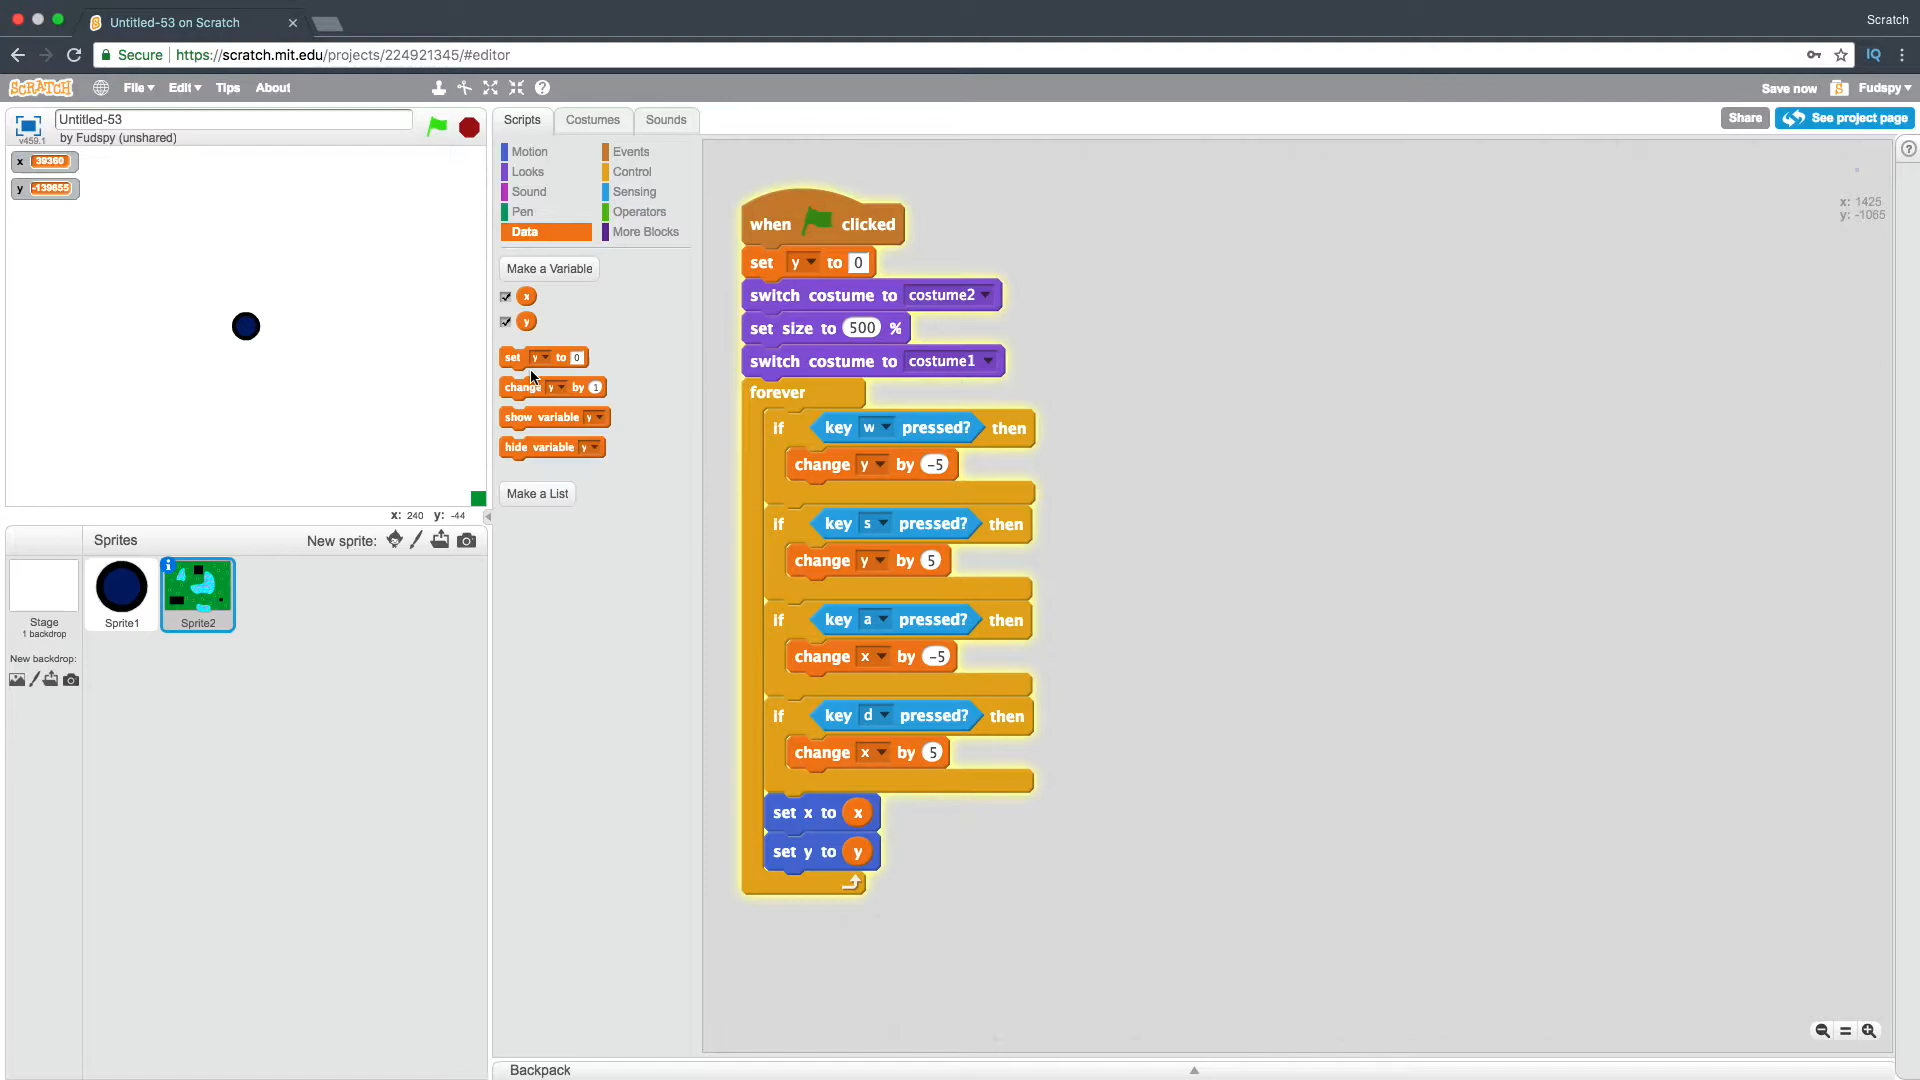 Untitled-53 on Scratch
Scratch
Secure https://scratch.mit.edu/projects/224921345/#editor
IQ
SCRATCH File Edit Tips About
Save now Fudspy
Untitled-53
v459.1 by Fudspy (unshared)
Scripts Costumes Sounds
Share See project page
x 39360
y -139655
Motion Events
Looks Control
Sound Sensing
Pen Operators
Data More Blocks
x: 1425
y: -1065
Make a Variable
x
y
set y to 0
change y by 1
show variable y
hide variable y
Make a List
when clicked
set y to 0
switch costume to costume2
set size to 500 %
switch costume to costume1
forever
if key w pressed? then
change y by -5
if key s pressed? then
change y by 5
if key a pressed? then
change x by -5
if key d pressed? then
change x by 5
set x to x
set y to y
x: 240 y: -44
Sprites New sprite:
Stage
1 backdrop
Sprite1
Sprite2
New backdrop:
Backpack